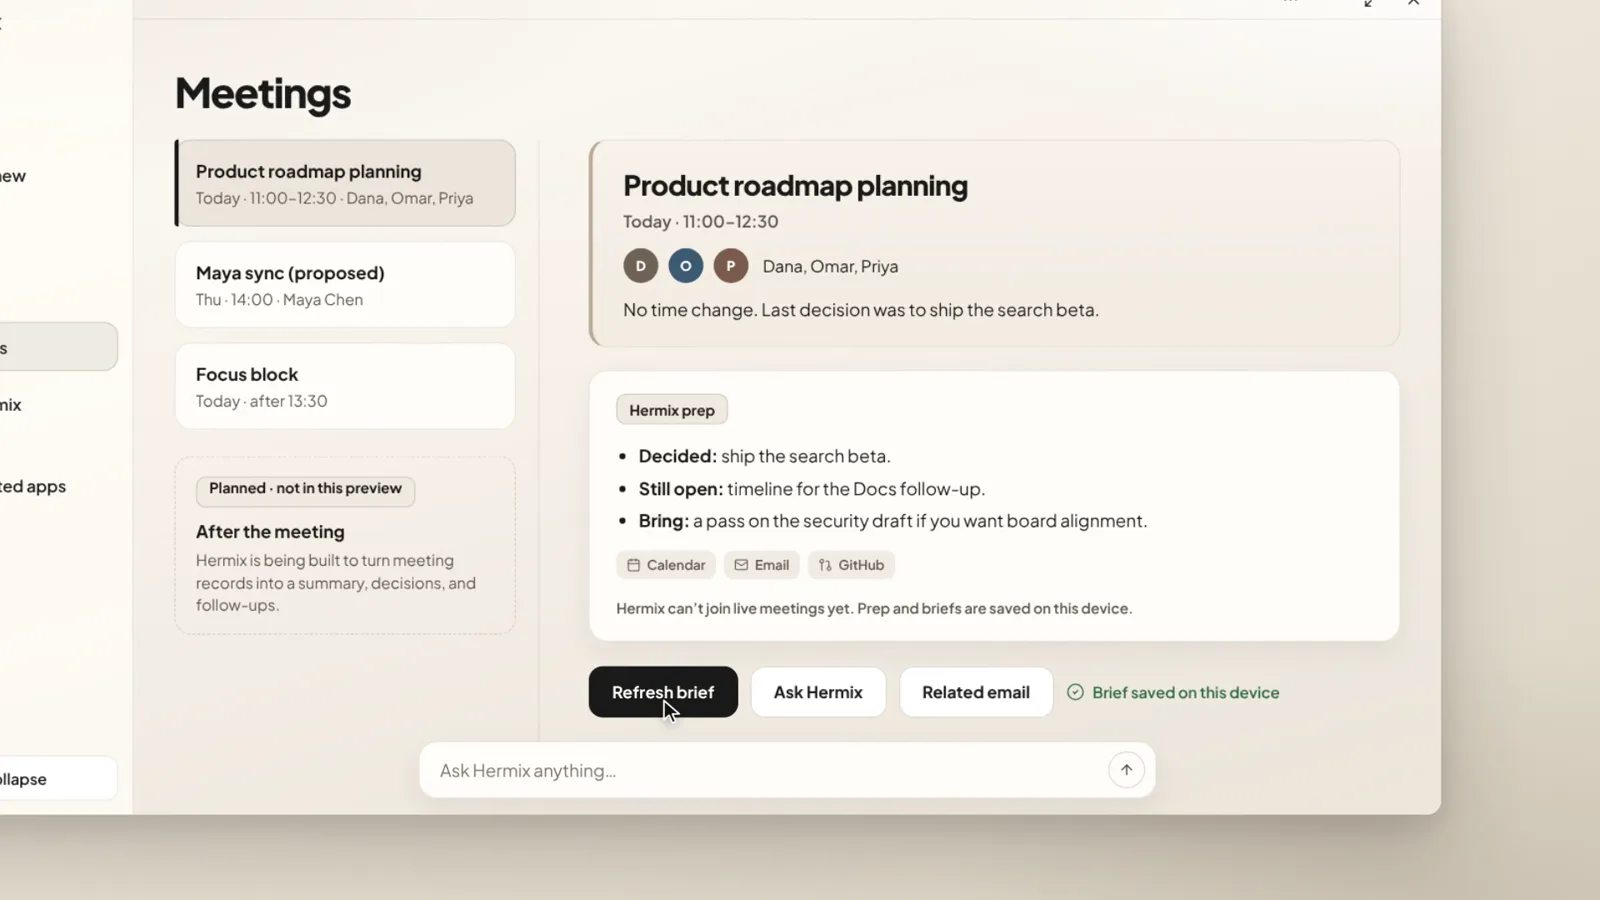 Meetings
Product roadmap planning
Today · 11:00–12:30 · Dana, Omar, Priya
Maya sync (proposed)
Thu · 14:00 · Maya Chen
Focus block
Today · after 13:30
Planned · not in this preview
After the meeting
Hermix is being built to turn meeting
records into a summary, decisions, and
follow-ups.
Product roadmap planning
Today · 11:00–12:30
D O P Dana, Omar, Priya
No time change. Last decision was to ship the search beta.
Hermix prep
• Decided: ship the search beta.
• Still open: timeline for the Docs follow-up.
• Bring: a pass on the security draft if you want board alignment.
Calendar Email GitHub
Hermix can’t join live meetings yet. Prep and briefs are saved on this device.
Refresh brief Ask Hermix Related email Brief saved on this device
Ask Hermix anything…
ew
s
mix
ted apps
ollapse